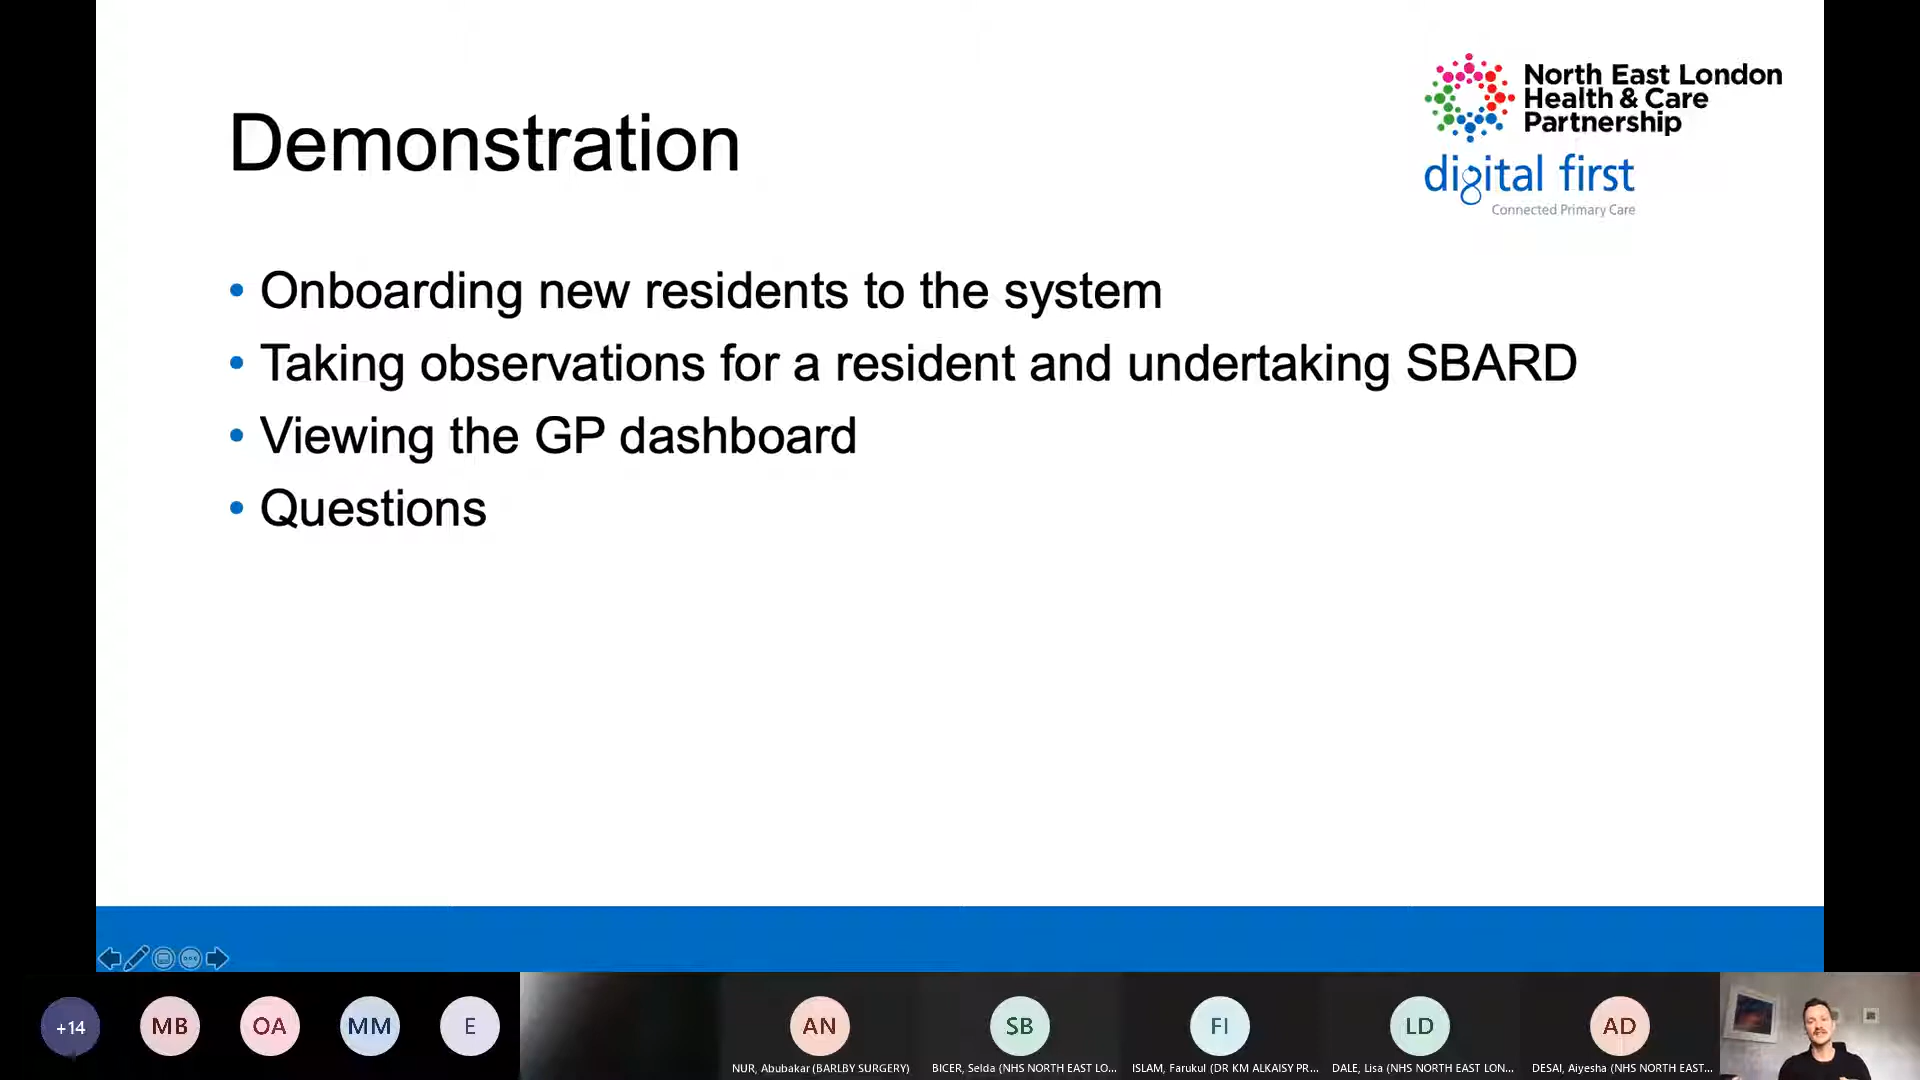 Demonstration
North East London
Health & Care
Partnership
digital first
Connected Primary Care
• Onboarding new residents to the system
• Taking observations for a resident and undertaking SBARD
• Viewing the GP dashboard
• Questions
+14
MB
OA
MM
E
AN
SB
FI
LD
AD
NUR, Abubakar (BARLBY SURGERY)
BICER, Selda (NHS NORTH EAST LO...
ISLAM, Farukul (DR KM ALKAISY PR...
DALE, Lisa (NHS NORTH EAST LON...
DESAI, Aiyesha (NHS NORTH EAST...